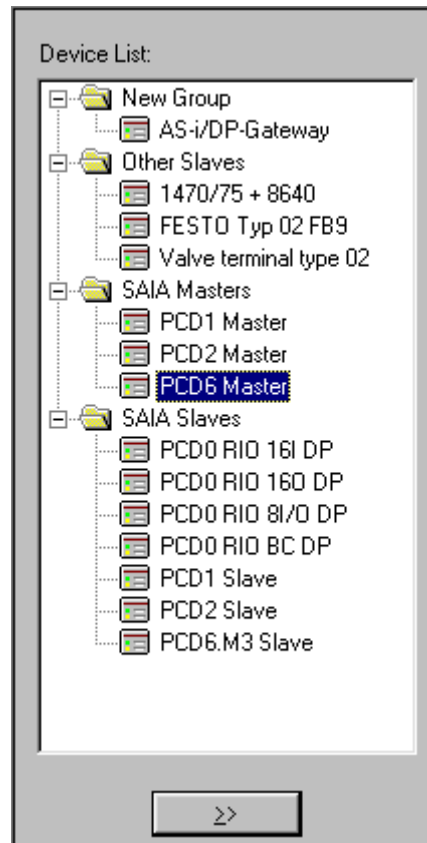 Device List:
New Group
AS-i/DP-Gateway
Other Slaves
1470/75 + 8640
FESTO Typ 02 FB9
Valve terminal type 02
SAIA Masters
PCD1 Master
PCD2 Master
PCD6 Master
SAIA Slaves
PCD0 RIO 16I DP
PCD0 RIO 16O DP
PCD0 RIO 8I/O DP
PCD0 RIO BC DP
PCD1 Slave
PCD2 Slave
PCD6.M3 Slave
>>